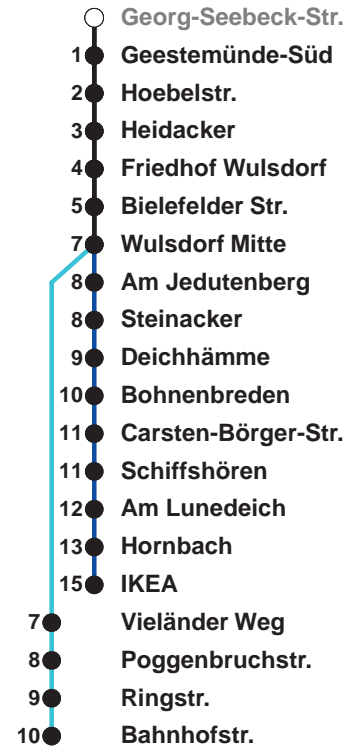 Georg-Seebeck-Str.
1 Geestemünde-Süd
2 Hoebelstr.
3 Heidacker
4 Friedhof Wulsdorf
5 Bielefelder Str.
7 Wulsdorf Mitte
8 Am Jedutenberg
8 Steinacker
9 Deichhämme
10 Bohnenbreden
11 Carsten-Börger-Str.
11 Schiffshören
12 Am Lunedeich
13 Hornbach
15 IKEA
7 Vieländer Weg
8 Poggenbruchstr.
9 Ringstr.
10 Bahnhofstr.